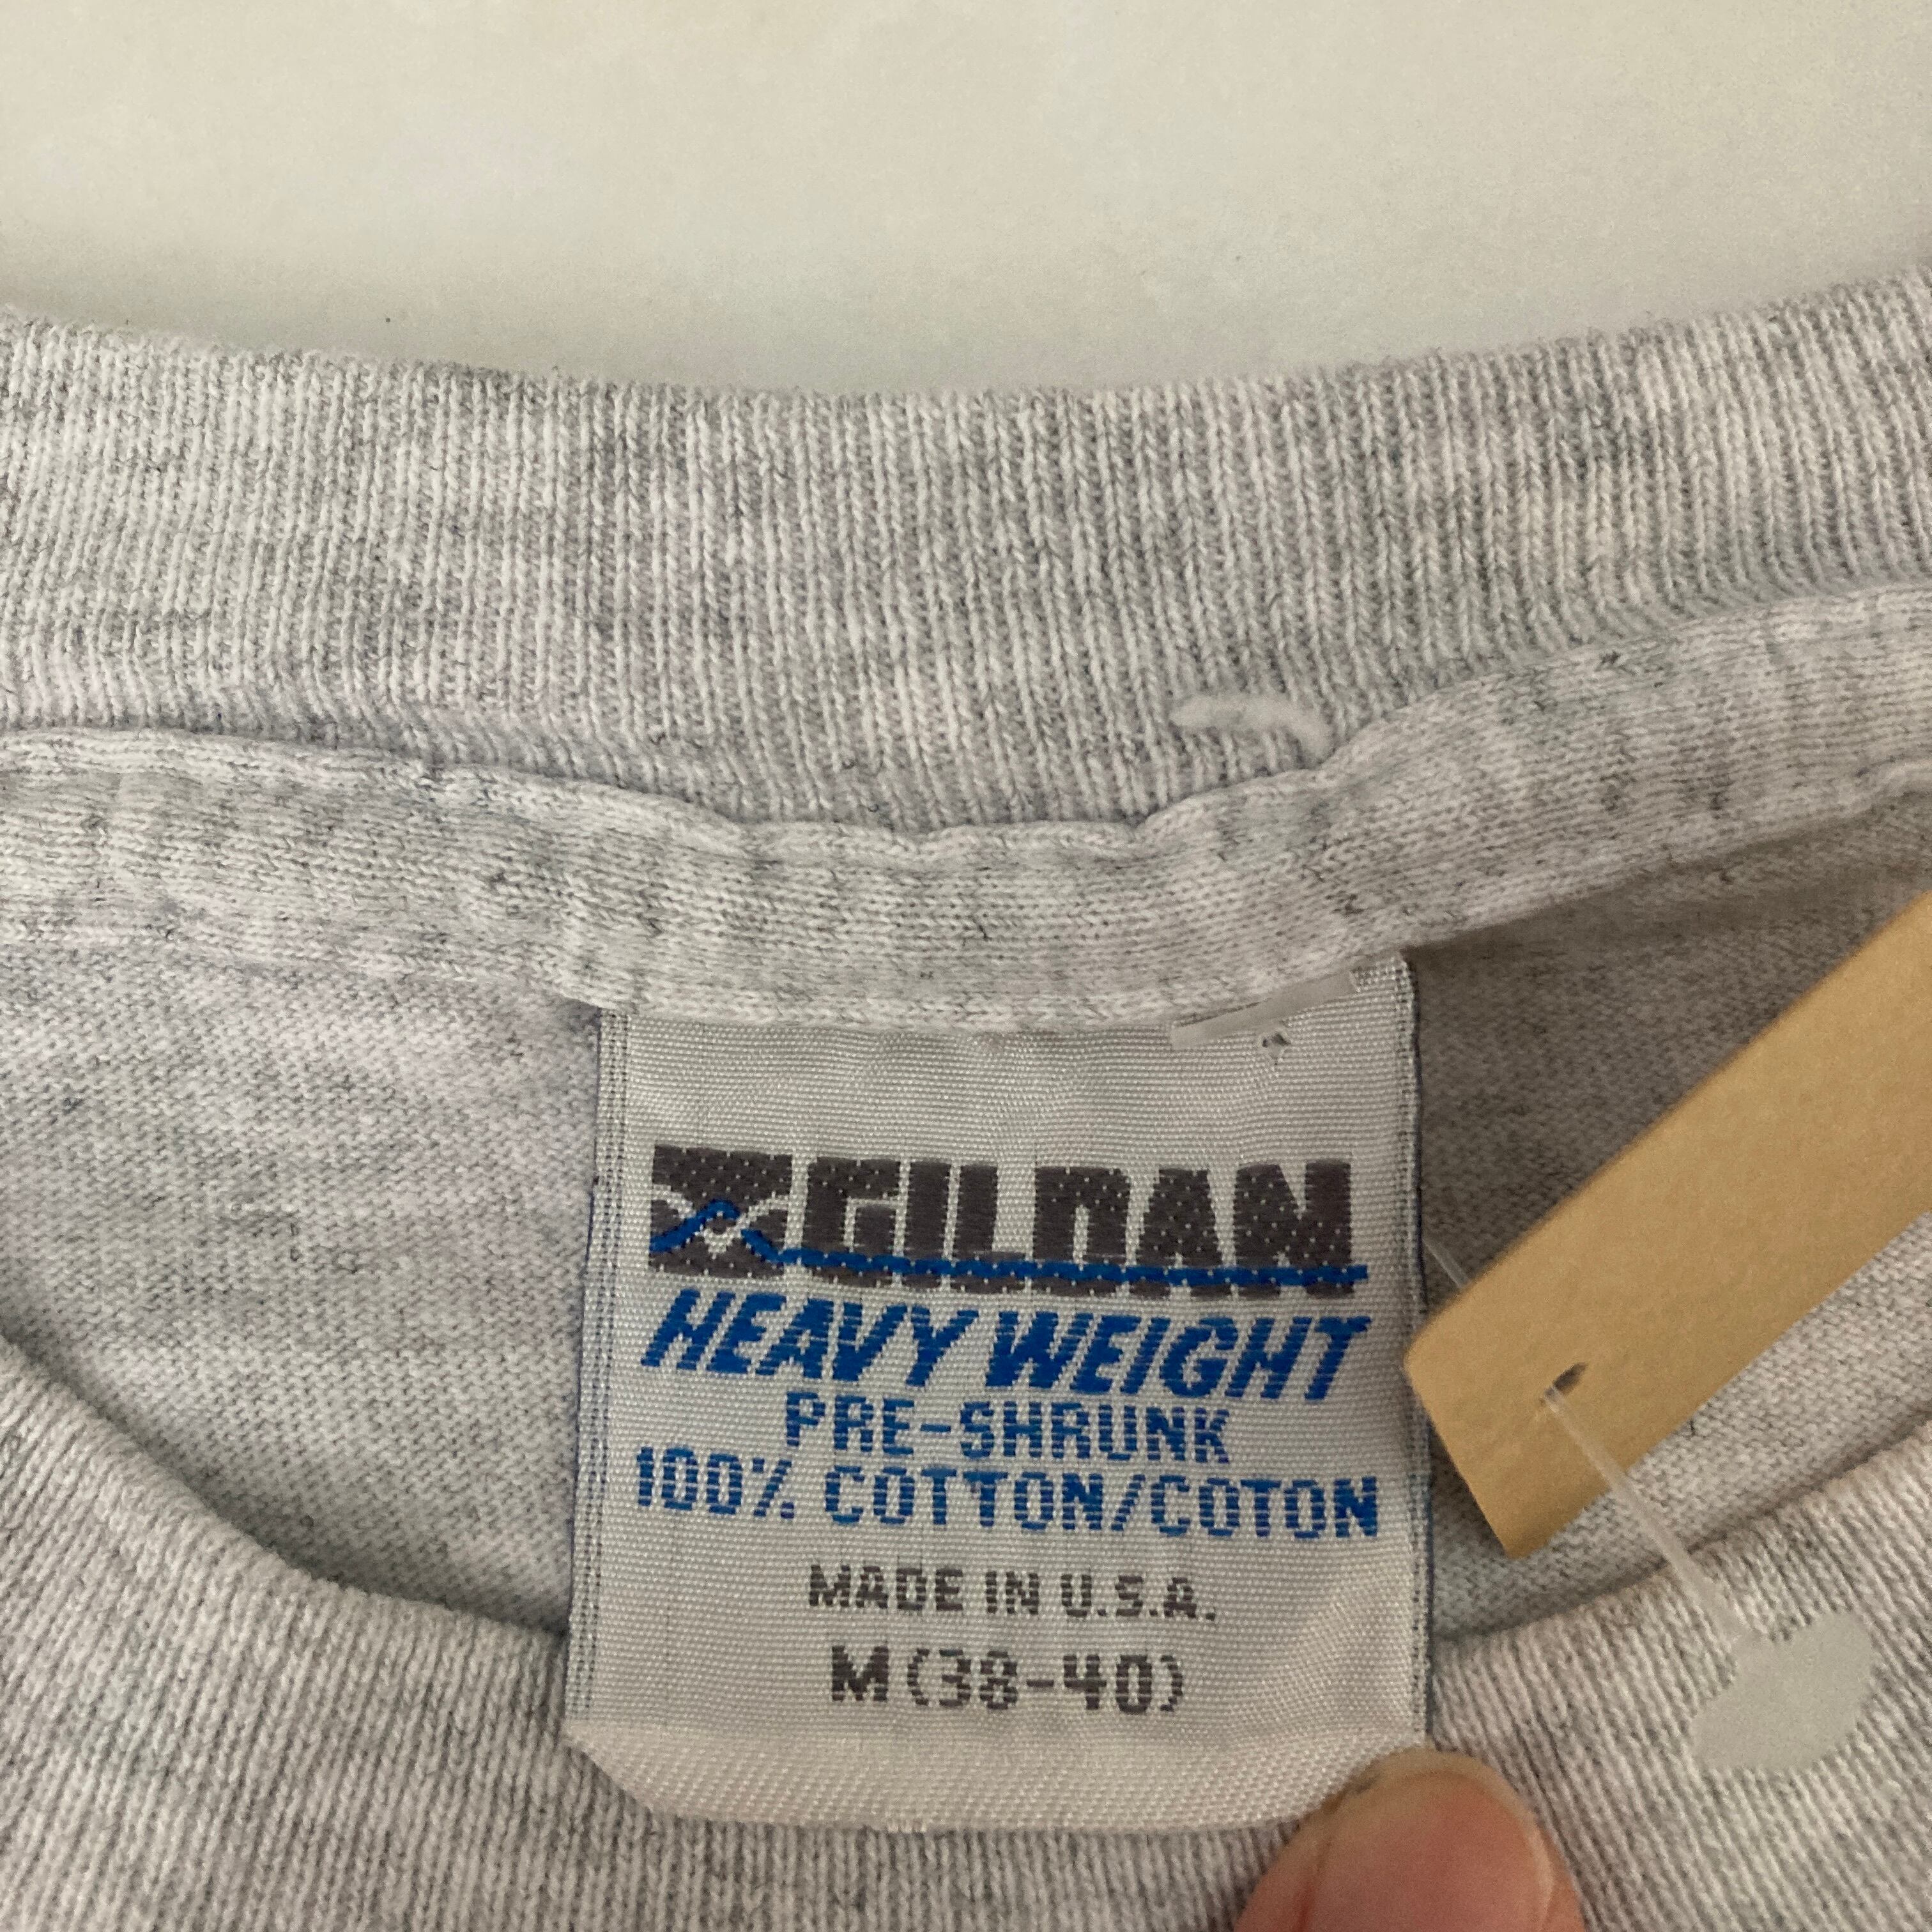 GILDAN
HEAVY WEIGHT
PRE-SHRUNK
100% COTTON/COTON
MADE IN U.S.A.
M (38-40)